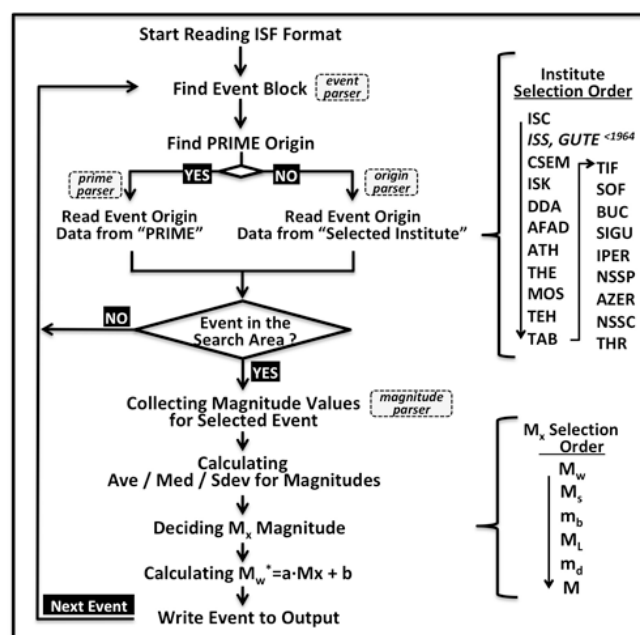 Start Reading ISF Format
Find Event Block
event
parser
Find PRIME Origin
YES
NO
prime
parser
origin
parser
Read Event Origin
Data from “PRIME”
Read Event Origin
Data from “Selected Institute”
NO
Event in the
Search Area ?
YES
Collecting Magnitude Values
for Selected Event
magnitude
parser
Calculating
Ave / Med / Sdev for Magnitudes
Deciding Mx Magnitude
Calculating Mw*=a·Mx + b
Next Event
Write Event to Output
Institute
Selection Order
ISC
ISS, GUTE <1964
CSEM
ISK
DDA
AFAD
ATH
THE
MOS
TEH
TAB
TIF
SOF
BUC
SIGU
IPER
NSSP
AZER
NSSC
THR
Mx Selection
Order
Mw
Ms
mb
ML
md
M